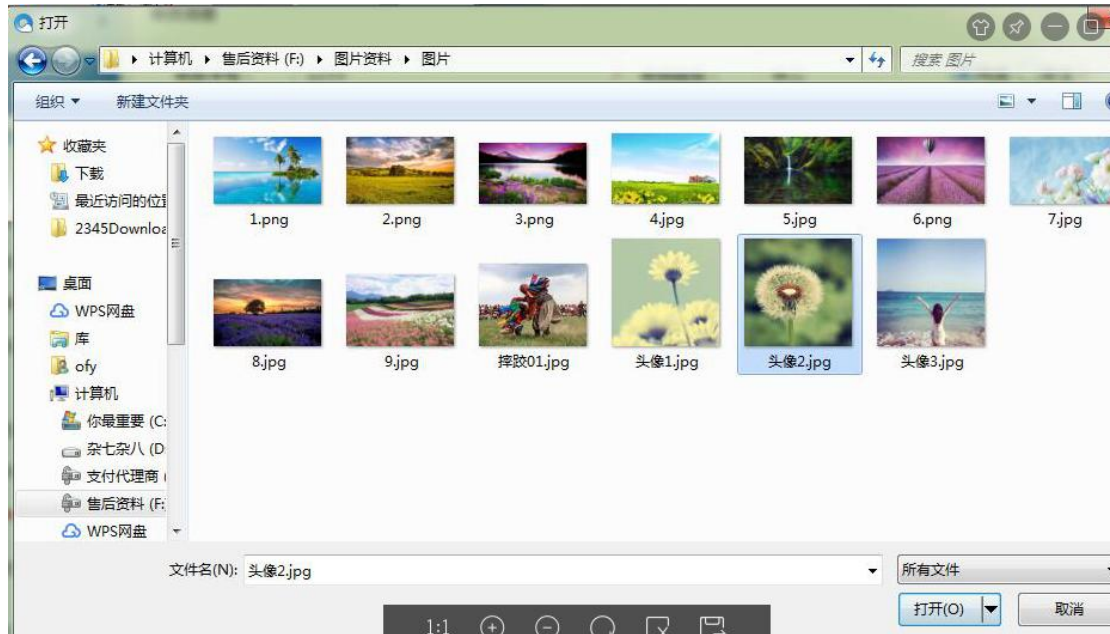 打开
计算机 售后资料 (F:) 图片资料 图片
搜索 图片
组织 新建文件夹
收藏夹
下载
最近访问的位
2345Downloa
桌面
WPS网盘
库
ofy
计算机
你最重要 (C:
杂七杂八 (D
支付代理商 (
售后资料 (F:
WPS网盘
1.png 2.png 3.png 4.jpg 5.jpg 6.png 7.jpg
8.jpg 9.jpg 摔跤01.jpg 头像1.jpg 头像2.jpg 头像3.jpg
文件名(N): 头像2.jpg 所有文件
打开(O) 取消
1:1